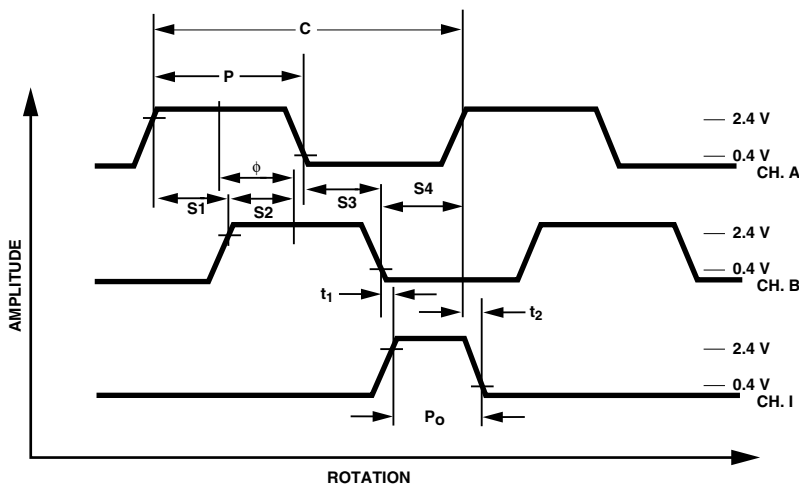 C
P
2.4 V
0.4 V
CH. A
ϕ
S1
S2
S3
S4
2.4 V
0.4 V
CH. B
t1
t2
2.4 V
0.4 V
CH. I
Po
AMPLITUDE
ROTATION